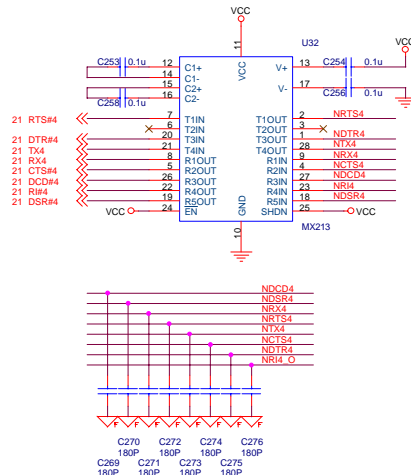 VCC
11
U32
VCC
C253 0.1u 12 C1+ VCC V+ 13 C254 0.1u
14 C1-
15 C2+ V- 17
C258 0.1u 16 C2- C256 0.1u
21 RTS#4 7 T1IN T1OUT 2 NRTS4
6 T2IN T2OUT 3
21 DTR#4 20 T3IN T3OUT 1 NDTR4
21 TX4 21 T4IN T4OUT 28 NTX4
21 RX4 8 R1OUT R1IN 9 NRX4
21 CTS#4 5 R2OUT R2IN 4 NCTS4
21 DCD#4 26 R3OUT R3IN 27 NDCD4
21 RI#4 22 R4OUT R4IN 23 NRI4
21 DSR#4 19 R5OUT R5IN 18 NDSR4
VCC 24 EN GND SHDN 25 VCC
10
MX213
NDCD4
NDSR4
NRX4
NRTS4
NTX4
NCTS4
NDTR4
NRI4_O
F F F F F F F F
C270 C272 C274 C276
180P 180P 180P 180P
C269 C271 C273 C275
180P 180P 180P 180P